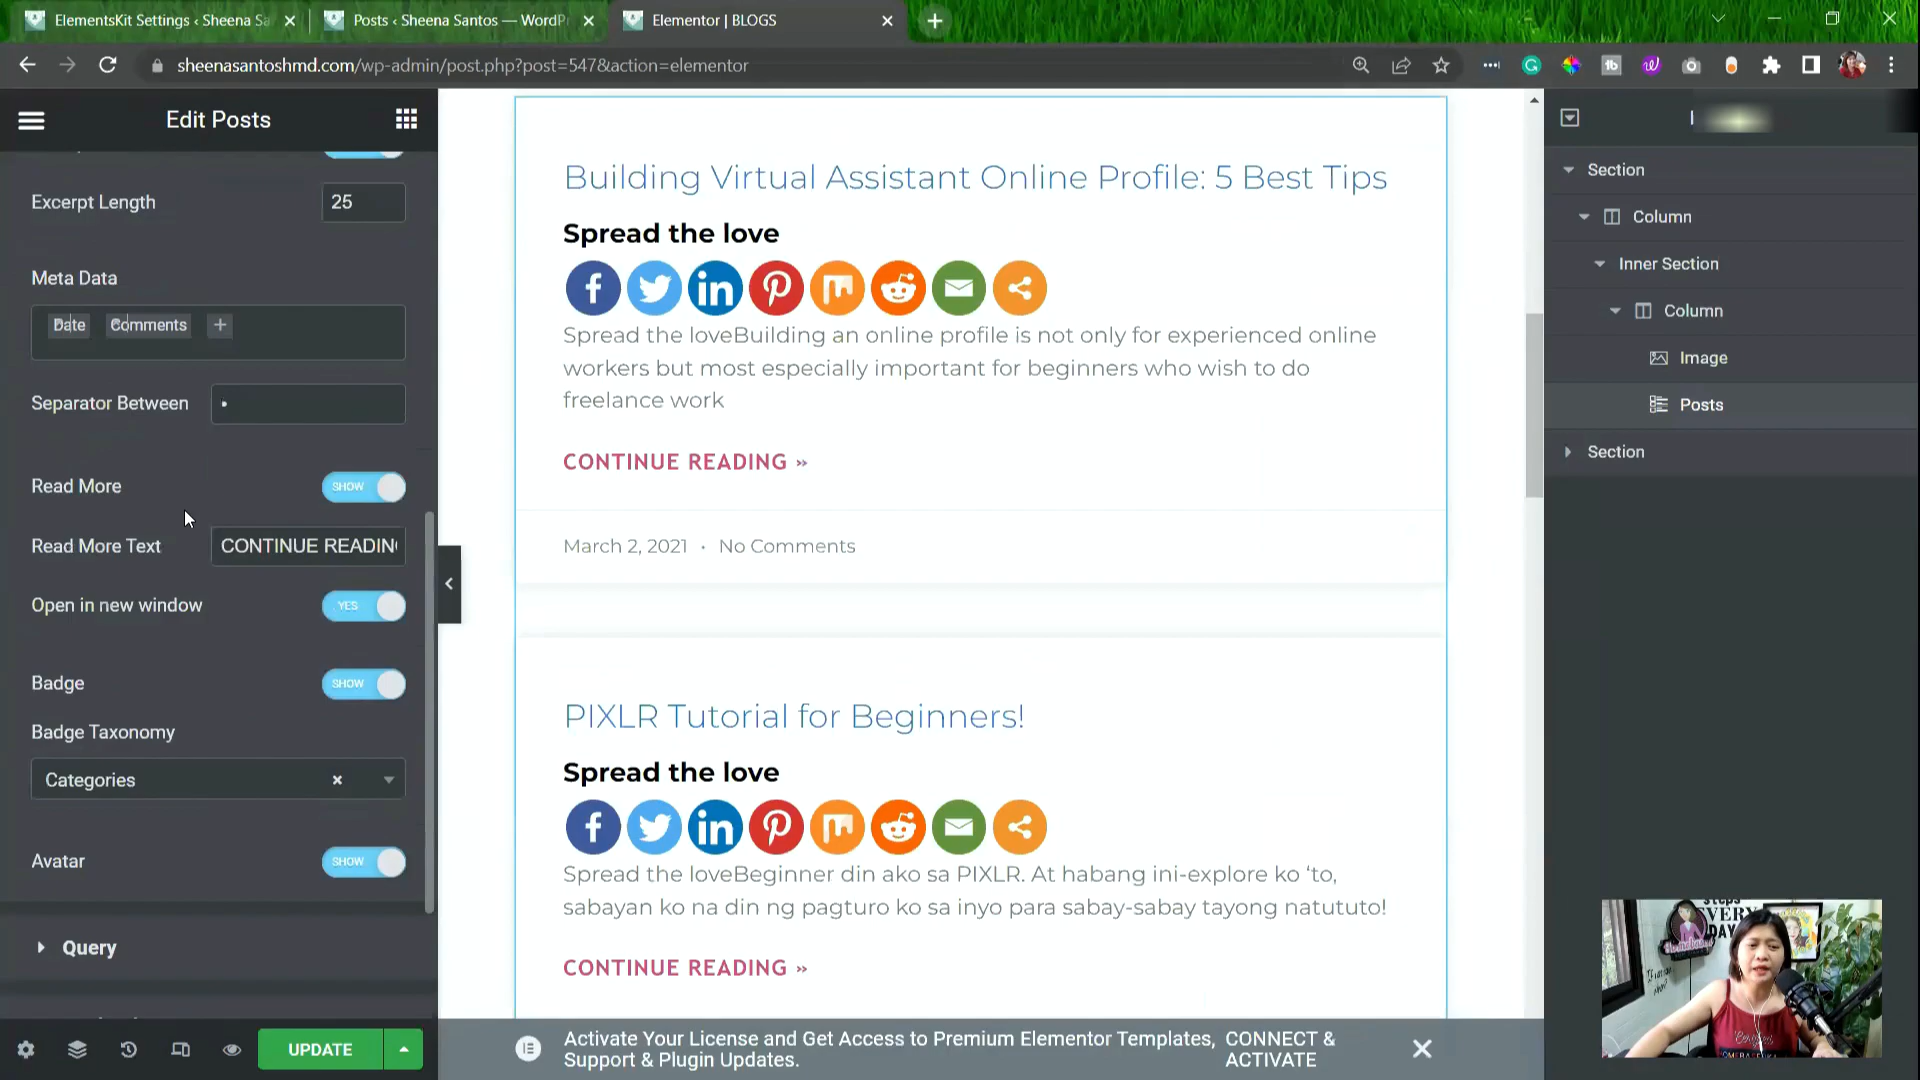 ElementsKit Settings ‹ Sheena Sa
Posts ‹ Sheena Santos — WordPr
Elementor | BLOGS
sheenasantoshmd.com/wp-admin/post.php?post=547&action=elementor
Edit Posts
Excerpt Length
25
Meta Data
Date
Comments
+
Separator Between
•
Read More
SHOW
Read More Text
CONTINUE READIN
Open in new window
YES
Badge
SHOW
Badge Taxonomy
Categories
Avatar
SHOW
Query
UPDATE
Building Virtual Assistant Online Profile: 5 Best Tips
Spread the love
Spread the loveBuilding an online profile is not only for experienced online
workers but most especially important for beginners who wish to do
freelance work
CONTINUE READING »
March 2, 2021 • No Comments
PIXLR Tutorial for Beginners!
Spread the love
Spread the loveBeginner din ako sa PIXLR. At habang ini-explore ko ‘to,
sabayan ko na din ng pagturo ko sa inyo para sabay-sabay tayong natututo!
CONTINUE READING »
Activate Your License and Get Access to Premium Elementor Templates,
Support & Plugin Updates.
CONNECT &
ACTIVATE
Section
Column
Inner Section
Column
Image
Posts
Section
EVERY
DAY